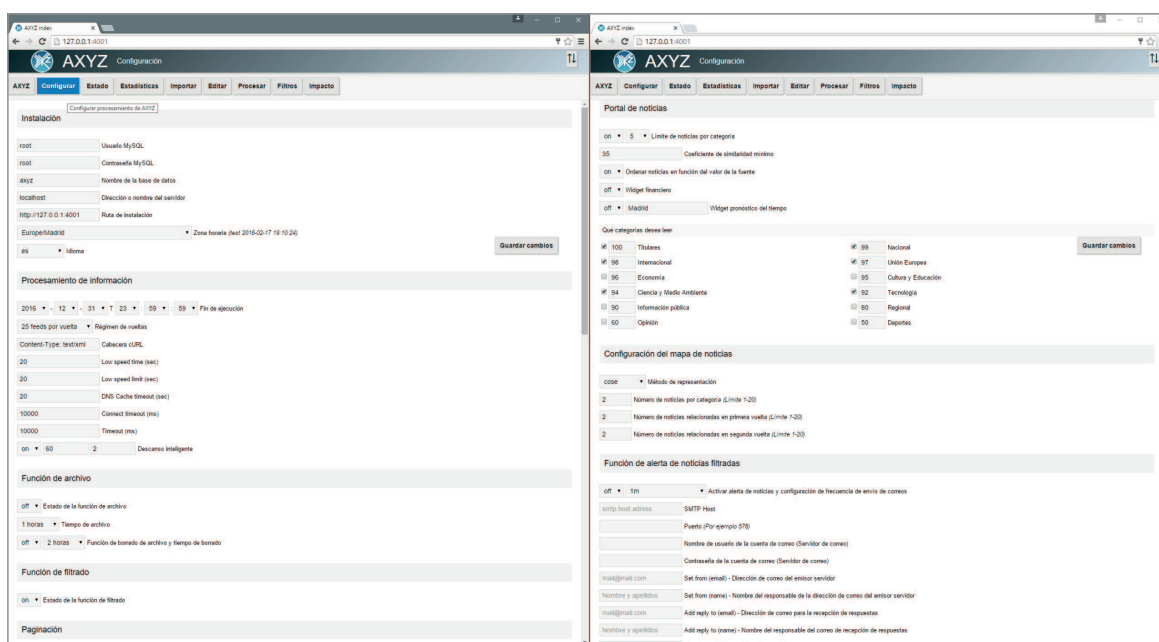 AXYZ index
127.0.0.1:4001
AXYZ Configuración
AXYZ Configurar Estado Estadísticas Importar Editar Procesar Filtros Impacto
Configurar procesamiento de AXYZ
Instalación
root Usuario MySQL
root Contraseña MySQL
axyz Nombre de la base de datos
localhost Dirección o nombre del servidor
http://127.0.0.1:4001 Ruta de instalación
Europe/Madrid Zona horaria (test 2016-02-17 19:10:24)
es Idioma
Guardar cambios
Procesamiento de información
2016 - 12 - 31 T 23 : 59 : 59 Fin de ejecución
25 feeds por vuelta Régimen de vueltas
Content-Type: text/xml Cabecera cURL
20 Low speed time (sec)
20 Low speed limit (sec)
20 DNS Cache timeout (sec)
10000 Connect timeout (ms)
10000 Timeout (ms)
on 60 2 Descanso inteligente
Función de archivo
off Estado de la función de archivo
1 horas Tiempo de archivo
off 2 horas Función de borrado de archivo y tiempo de borrado
Función de filtrado
on Estado de la función de filtrado
Paginación
AXYZ index
127.0.0.1:4001
AXYZ Configuración
AXYZ Configurar Estado Estadísticas Importar Editar Procesar Filtros Impacto
Portal de noticias
on 5 Límite de noticias por categoría
35 Coeficiente de similaridad mínimo
on Ordenar noticias en función del valor de la fuente
off Widget financiero
off Madrid Widget pronóstico del tiempo
Qué categorías desea leer
100 Titulares 99 Nacional
98 Internacional 97 Unión Europea
96 Economía 95 Cultura y Educación
94 Ciencia y Medio Ambiente 92 Tecnología
90 Información pública 80 Regional
60 Opinión 50 Deportes
Guardar cambios
Configuración del mapa de noticias
cose Método de representación
2 Número de noticias por categoría (Límite 1-20)
2 Número de noticias relacionadas en primera vuelta (Límite 1-20)
2 Número de noticias relacionadas en segunda vuelta (Límite 1-20)
Función de alerta de noticias filtradas
off 1m Activar alerta de noticias y configuración de frecuencia de envío de correos
smtp.host.adress SMTP Host
Puerto (Por ejemplo 578)
Nombre de usuario de la cuenta de correo (Servidor de correo)
Contraseña de la cuenta de correo (Servidor de correo)
mail@mail.com Set from (email) - Dirección de correo del emisor servidor
Nombre y apellidos Set from (name) - Nombre del responsable de la dirección de correo del emisor servidor
mail@mail.com Add reply to (email) - Dirección de correo para la recepción de respuestas
Nombre y apellidos Add reply to (name) - Nombre del responsable del correo de recepción de respuestas